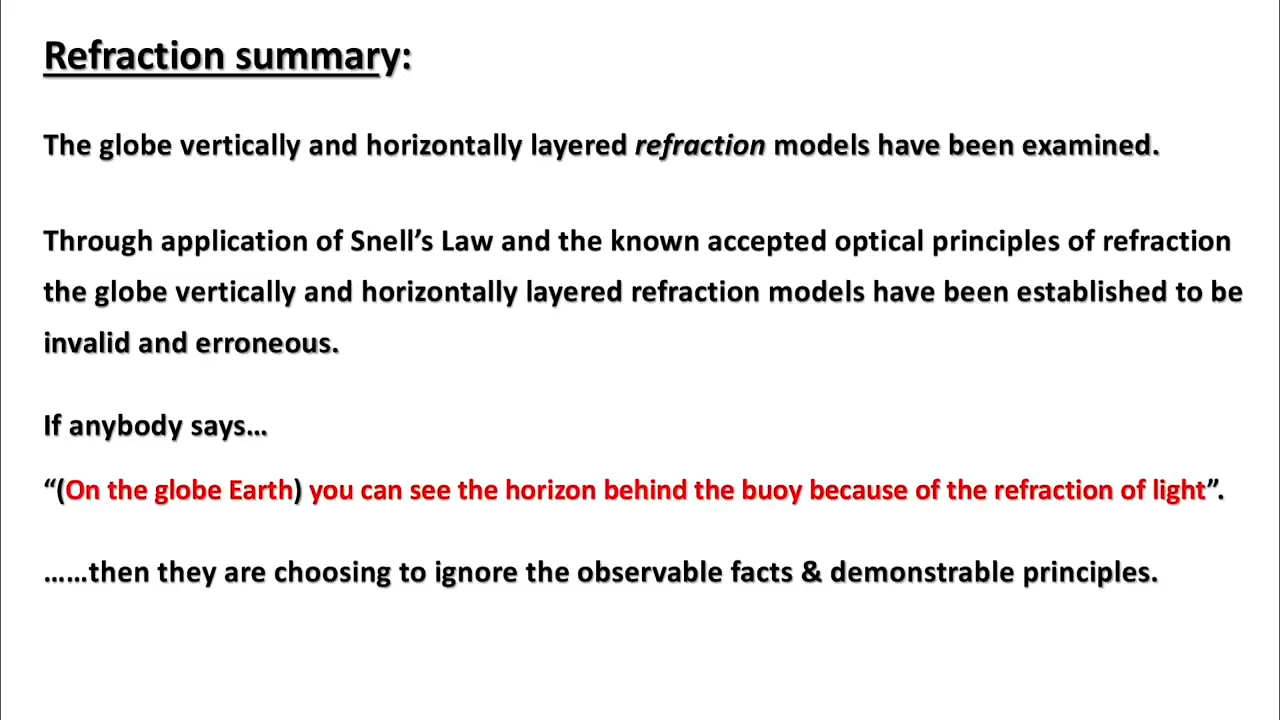 Refraction summary:
The globe vertically and horizontally layered refraction models have been examined.
Through application of Snell’s Law and the known accepted optical principles of refraction
the globe vertically and horizontally layered refraction models have been established to be
invalid and erroneous.
If anybody says…
“(On the globe Earth) you can see the horizon behind the buoy because of the refraction of light”.
……then they are choosing to ignore the observable facts & demonstrable principles.